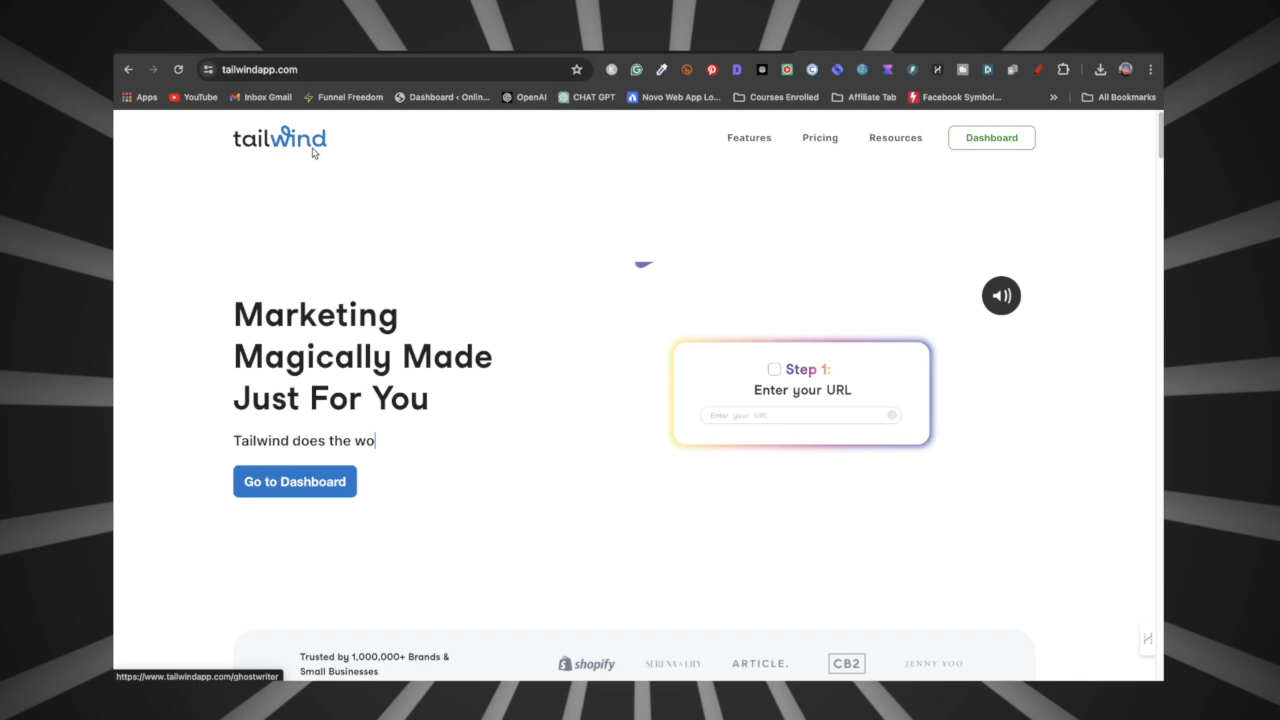 tailwindapp.com
Apps
YouTube
Inbox Gmail
Funnel Freedom
Dashboard ‹ Onlin...
OpenAI
CHAT GPT
Novo Web App Lo...
Courses Enrolled
Affiliate Tab
Facebook Symbol...
»
All Bookmarks
tailwind
Features
Pricing
Resources
Dashboard
Marketing
Magically Made
Just For You
Tailwind does the wo
Go to Dashboard
Step 1:
Enter your URL
Enter your URL
Trusted by 1,000,000+ Brands &
Small Businesses
shopify
SERENA & LILY
ARTICLE.
CB2
JENNY YOO
https://www.tailwindapp.com/ghostwriter